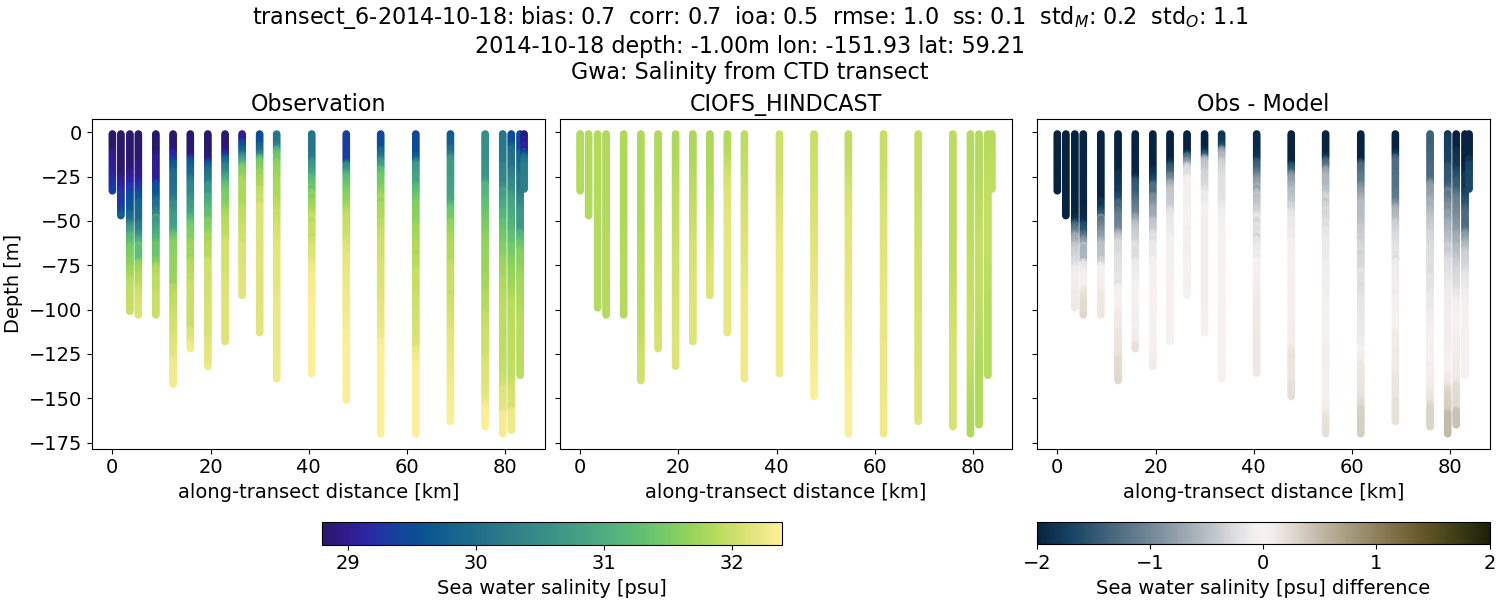 transect_6-2014-10-18: bias: 0.7 corr: 0.7 ioa: 0.5 rmse: 1.0 ss: 0.1 std_M: 0.2 std_O: 1.1
2014-10-18 depth: -1.00m lon: -151.93 lat: 59.21
Gwa: Salinity from CTD transect
Observation
CIOFS_HINDCAST
Obs - Model
Depth [m]
0
−25
−50
−75
−100
−125
−150
−175
0 20 40 60 80
0 20 40 60 80
0 20 40 60 80
along-transect distance [km]
along-transect distance [km]
along-transect distance [km]
29 30 31 32
Sea water salinity [psu]
−2 −1 0 1 2
Sea water salinity [psu] difference